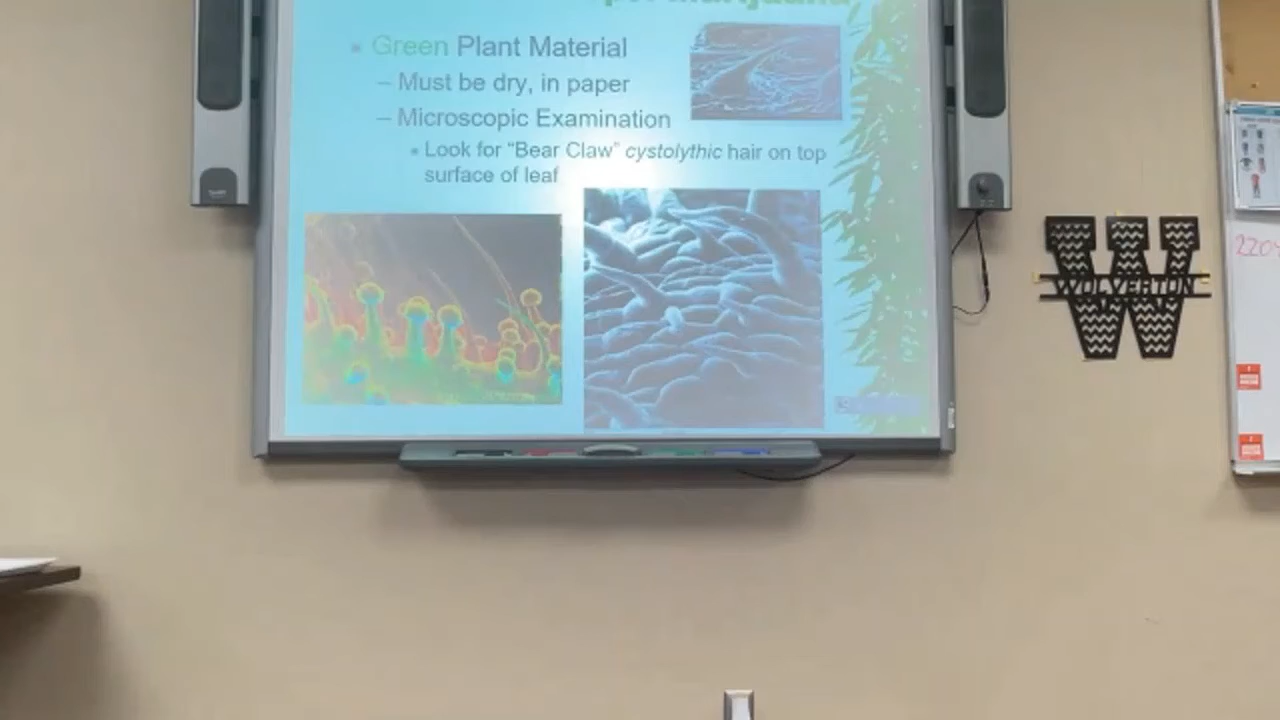 Green Plant Material
– Must be dry, in paper
– Microscopic Examination
Look for “Bear Claw” cystolythic hair on top
surface of leaf
WOLVERTON